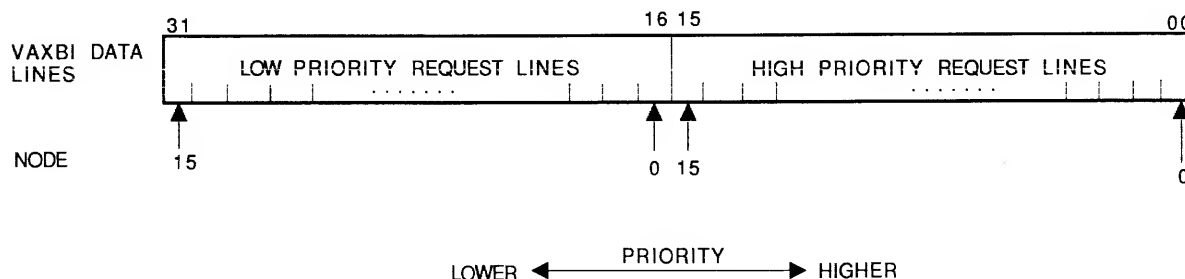 31 16 15 00
VAXBI DATA
LINES
LOW PRIORITY REQUEST LINES HIGH PRIORITY REQUEST LINES
NODE 15 0 15 0
PRIORITY
LOWER HIGHER